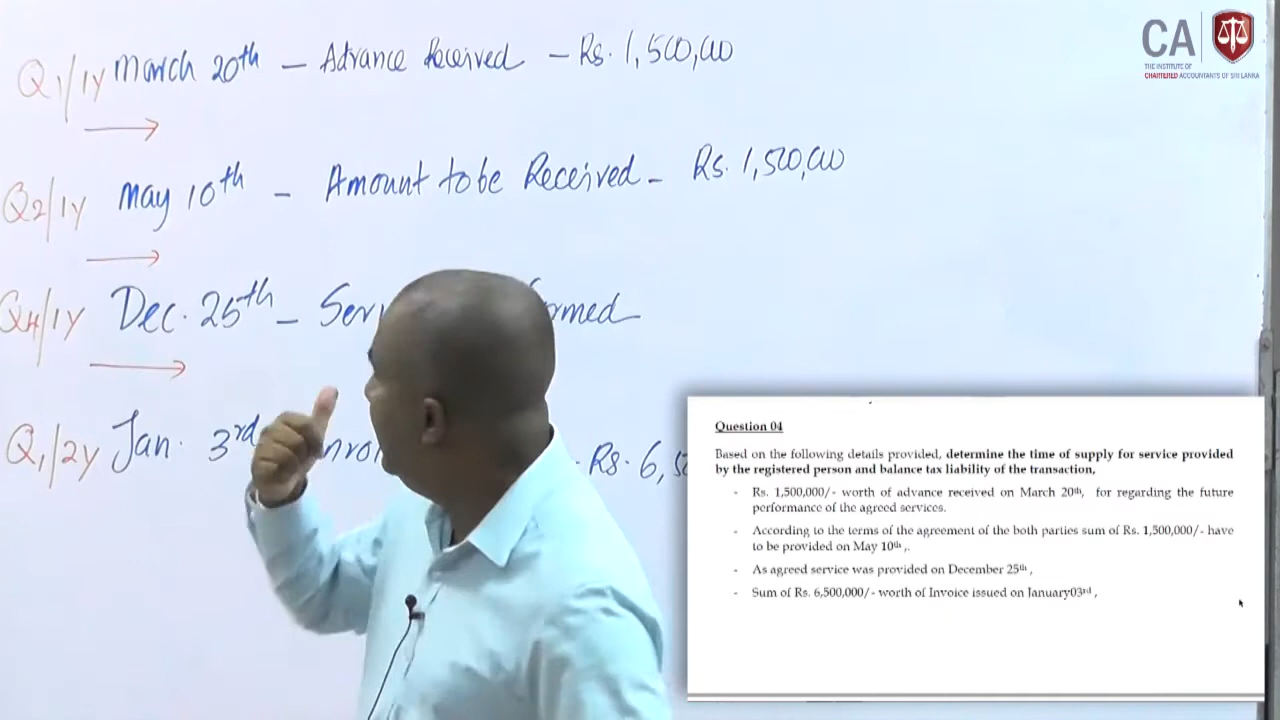 Q1/1Y March 20th – Advance Received – Rs. 1,500,000
Q2/1Y May 10th – Amount to be Received – Rs. 1,500,000
Q4/1Y Dec. 25th –
Q1/2Y Jan. 3rd Rs. 6,5
CA
THE INSTITUTE OF
CHARTERED ACCOUNTANTS OF SRI LANKA
Question 04
Based on the following details provided, determine the time of supply for service provided
by the registered person and balance tax liability of the transaction,
- Rs. 1,500,000/- worth of advance received on March 20th, for regarding the future
performance of the agreed services.
- According to the terms of the agreement of the both parties sum of Rs. 1,500,000/- have
to be provided on May 10th,.
- As agreed service was provided on December 25th,
- Sum of Rs. 6,500,000/- worth of Invoice issued on January03rd,